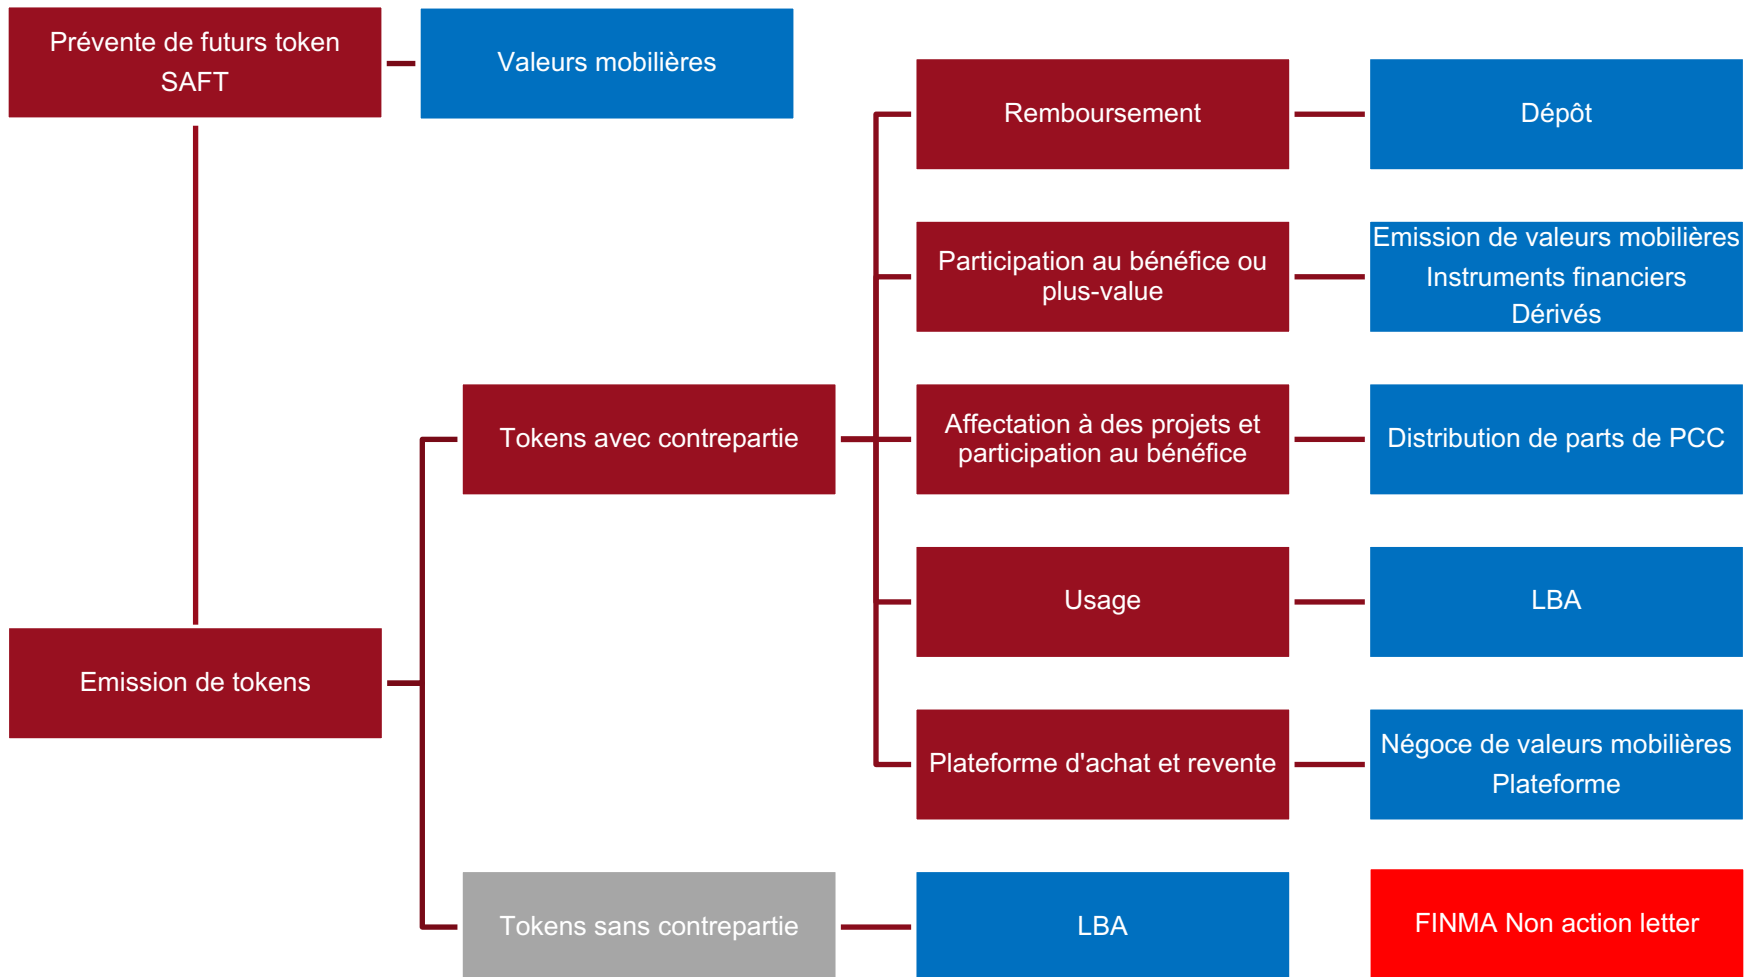 Prévente de futurs token
SAFT
Valeurs mobilières
Remboursement
Dépôt
Participation au bénéfice ou
plus-value
Emission de valeurs mobilières
Instruments financiers
Dérivés
Tokens avec contrepartie
Affectation à des projets et
participation au bénéfice
Distribution de parts de PCC
Usage
LBA
Emission de tokens
Plateforme d'achat et revente
Négoce de valeurs mobilières
Plateforme
Tokens sans contrepartie
LBA
FINMA Non action letter